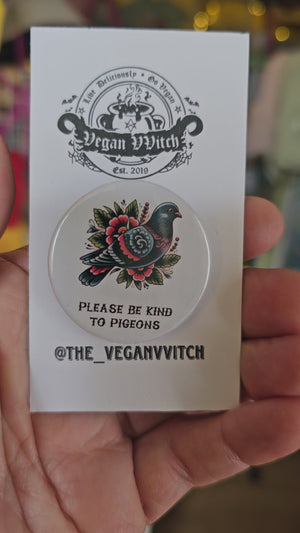 Live Deliciously • Go Vegan
Vegan VVitch
Est. 2019
PLEASE BE KIND
TO PIGEONS
@THE_VEGANVVITCH